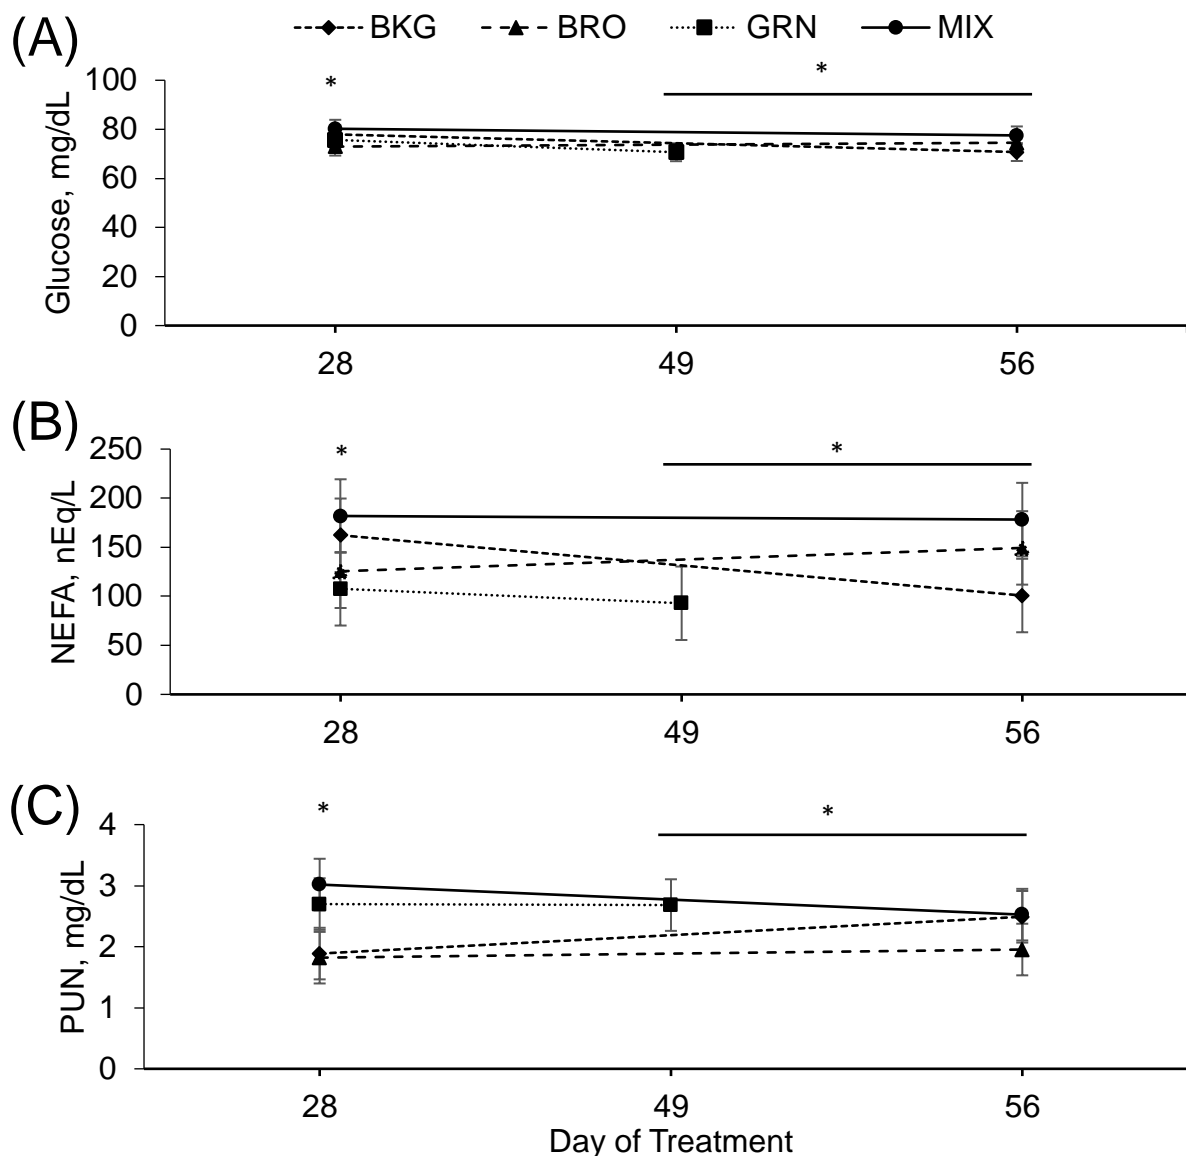 (A)
BKG BRO GRN MIX
Glucose, mg/dL
100
80
60
40
20
0
*
*
28 49 56
(B)
NEFA, nEq/L
250
200
150
100
50
0
*
*
28 49 56
(C)
PUN, mg/dL
4
3
2
1
0
*
*
28 49 56
Day of Treatment